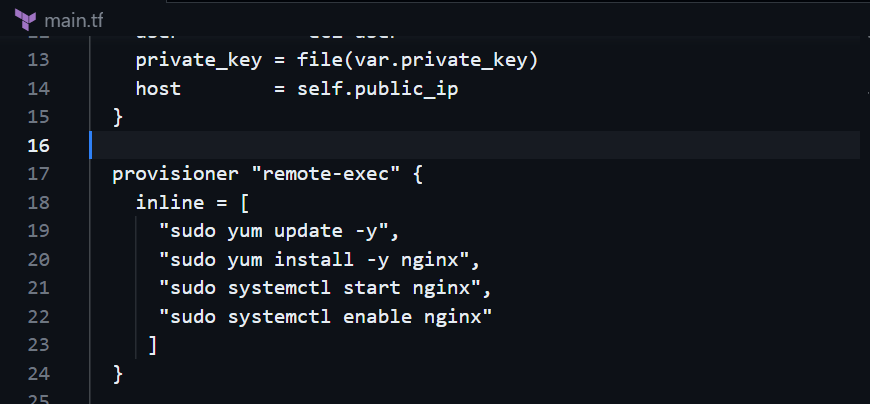 main.tf
13 private_key = file(var.private_key)
14 host        = self.public_ip
15 }
16
17 provisioner "remote-exec" {
18   inline = [
19     "sudo yum update -y",
20     "sudo yum install -y nginx",
21     "sudo systemctl start nginx",
22     "sudo systemctl enable nginx"
23   ]
24 }
25